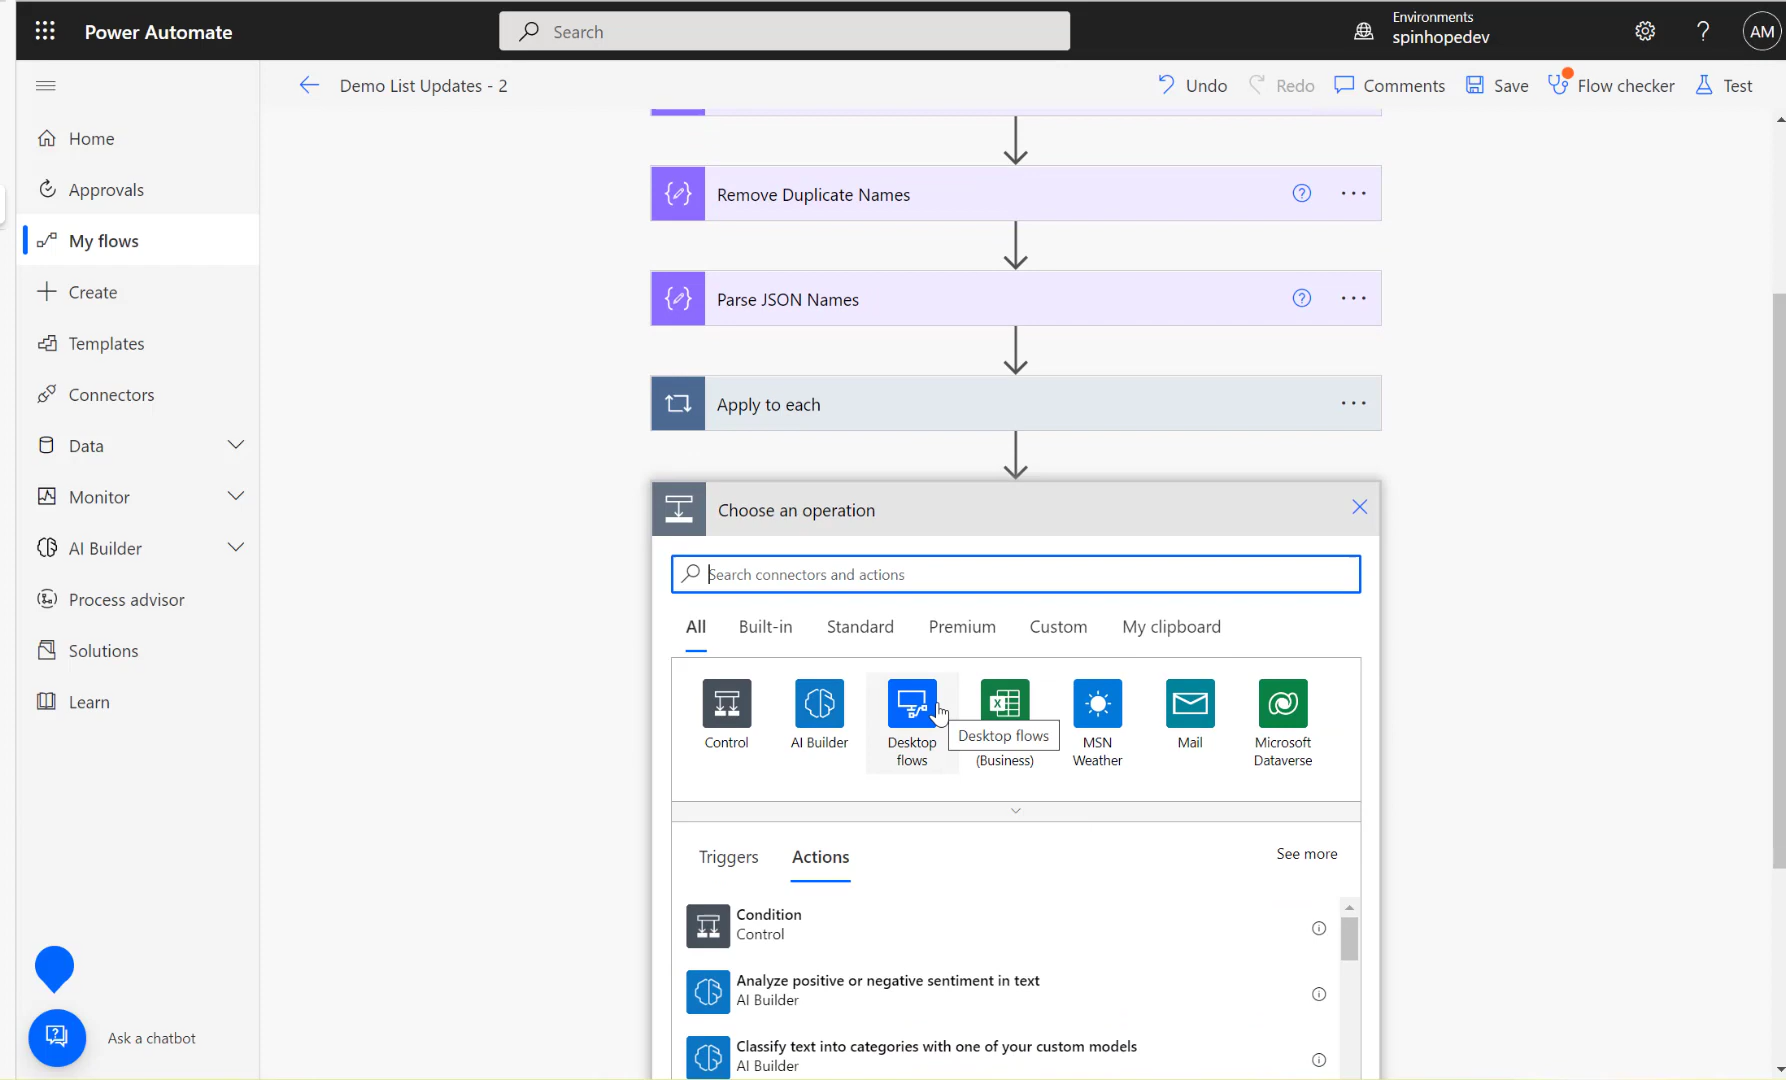 Power Automate
Search
Environments
spinhopedev
AM
Demo List Updates - 2
Undo
Redo
Comments
Save
Flow checker
Test
Home
Approvals
My flows
Create
Templates
Connectors
Data
Monitor
AI Builder
Process advisor
Solutions
Learn
Ask a chatbot
Remove Duplicate Names
Parse JSON Names
Apply to each
Choose an operation
Search connectors and actions
All
Built-in
Standard
Premium
Custom
My clipboard
Control
AI Builder
Desktop
flows
Desktop flows
(Business)
MSN
Weather
Mail
Microsoft
Dataverse
Triggers
Actions
See more
Condition
Control
Analyze positive or negative sentiment in text
AI Builder
Classify text into categories with one of your custom models
AI Builder